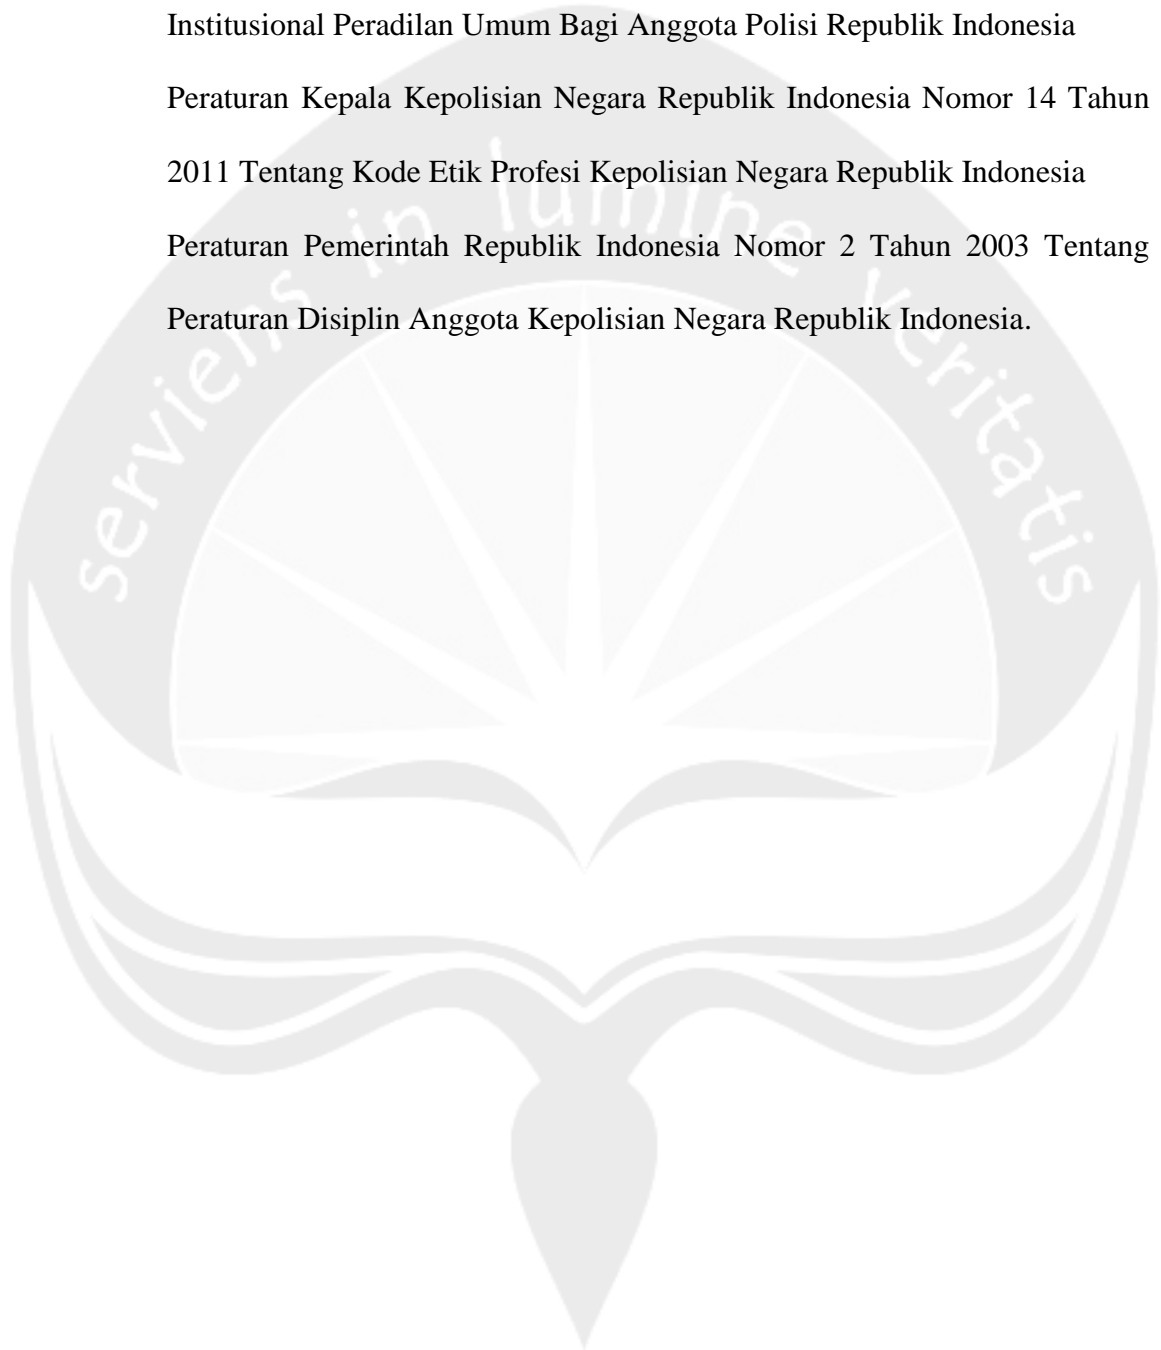 Institusional Peradilan Umum Bagi Anggota Polisi Republik Indonesia
Peraturan Kepala Kepolisian Negara Republik Indonesia Nomor 14 Tahun
2011 Tentang Kode Etik Profesi Kepolisian Negara Republik Indonesia
Peraturan Pemerintah Republik Indonesia Nomor 2 Tahun 2003 Tentang
Peraturan Disiplin Anggota Kepolisian Negara Republik Indonesia.
serviens in lumine veritatis